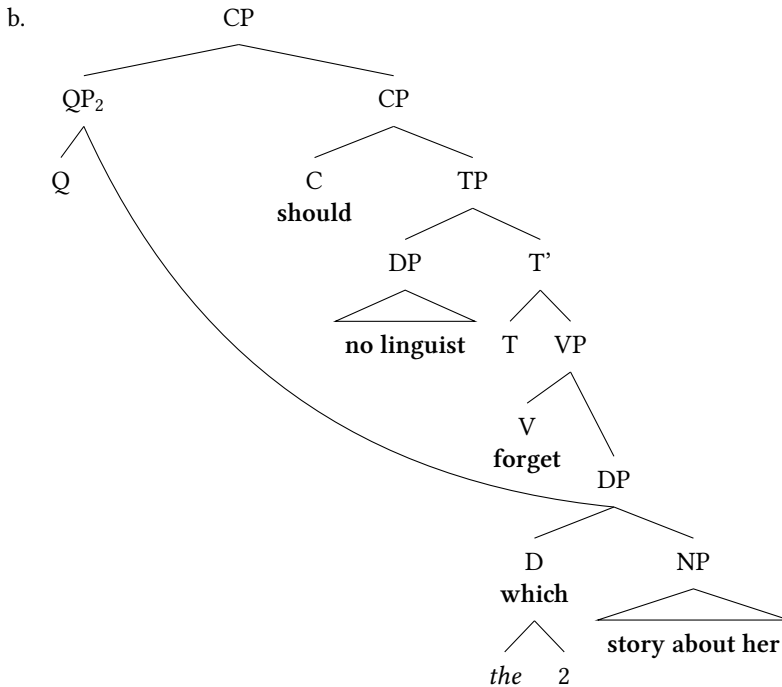 b.
CP
QP₂ CP
Q C TP
should
DP T’
no linguist T VP
V
forget
DP
D NP
which
story about her
the 2